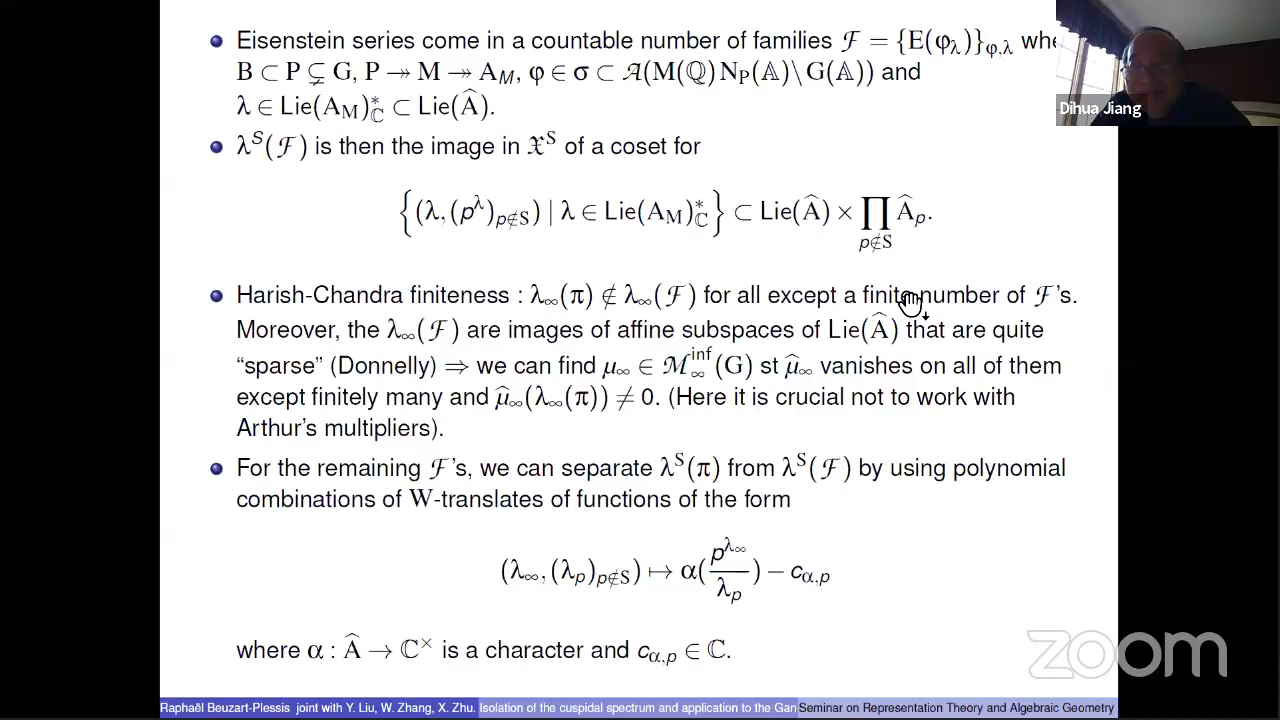 Eisenstein series come in a countable number of families ℱ = {E(φ_λ)}_{φ,λ} whe
B ⊂ P ⊊ G, P ↠ M ↠ A_M, φ ∈ σ ⊂ 𝒜(M(ℚ)N_P(𝔸)\G(𝔸)) and
λ ∈ Lie(A_M)*_ℂ ⊂ Lie(Â).
Dihua Jiang
λ^S(ℱ) is then the image in 𝔛^S of a coset for
{(λ, (p^λ)_{p∉S}) | λ ∈ Lie(A_M)*_ℂ} ⊂ Lie(Â) × ∏_{p∉S} Â_p.
Harish-Chandra finiteness : λ_∞(π) ∉ λ_∞(ℱ) for all except a finite number of ℱ's.
Moreover, the λ_∞(ℱ) are images of affine subspaces of Lie(Â) that are quite
“sparse” (Donnelly) ⇒ we can find μ_∞ ∈ ℳ_∞^{inf}(G) st μ̂_∞ vanishes on all of them
except finitely many and μ̂_∞(λ_∞(π)) ≠ 0. (Here it is crucial not to work with
Arthur's multipliers).
For the remaining ℱ's, we can separate λ^S(π) from λ^S(ℱ) by using polynomial
combinations of W-translates of functions of the form
(λ_∞, (λ_p)_{p∉S}) ↦ α(p^{λ_∞}/λ_p) − c_{α,p}
where α : Â → ℂ^× is a character and c_{α,p} ∈ ℂ.
zoom
Raphaël Beuzart-Plessis joint with Y. Liu, W. Zhang, X. Zhu. Isolation of the cuspidal spectrum and application to the Gan Seminar on Representation Theory and Algebraic Geometry